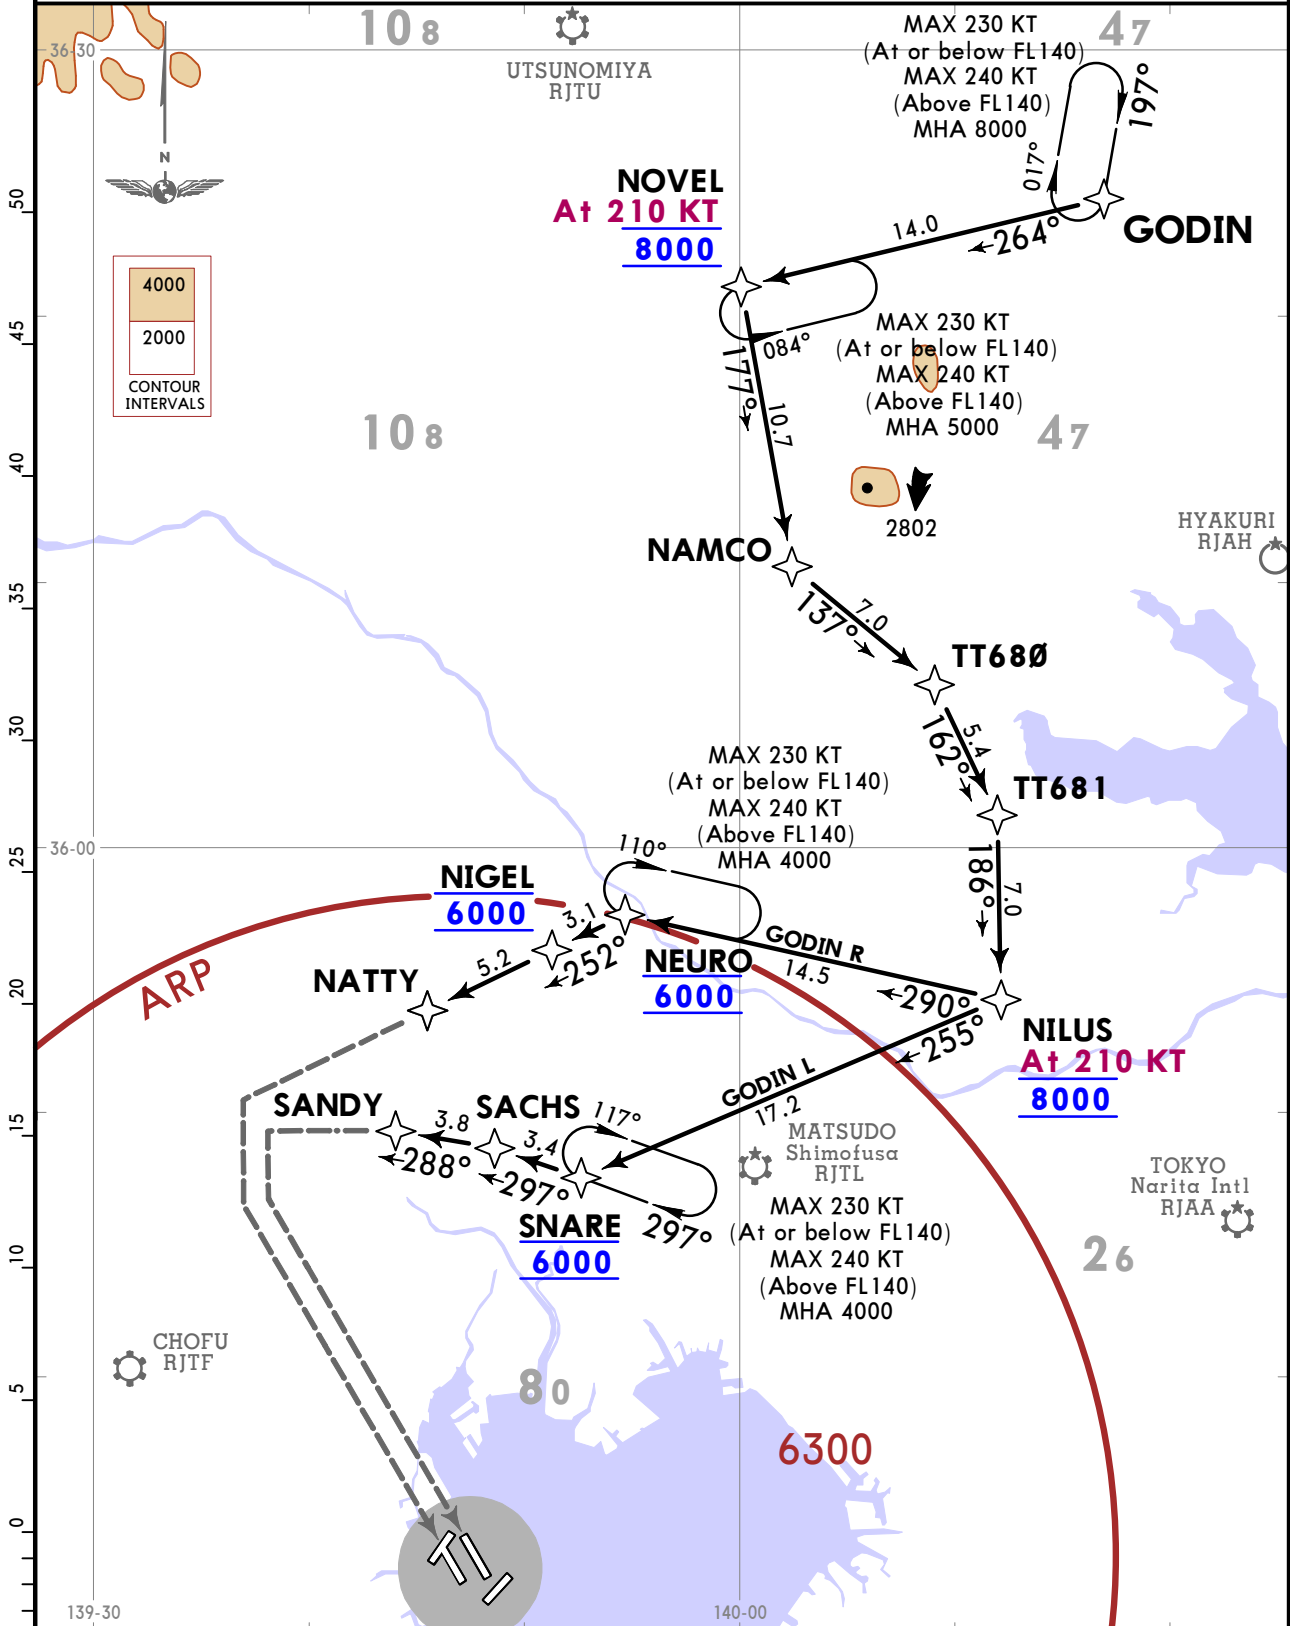 10 8
47
36-30
UTSUNOMIYA
RJTU
MAX 230 KT
(At or below FL140)
MAX 240 KT
(Above FL140)
MHA 8000
197°
017°
N
NOVEL
At 210 KT
8000
14.0
264°
GODIN
4000
2000
CONTOUR
INTERVALS
084°
177°
10.7
MAX 230 KT
(At or below FL140)
MAX 240 KT
(Above FL140)
MHA 5000
10 8
47
2802
HYAKURI
RJAH
NAMCO
137°
7.0
TT68Ø
162°
5.4
TT681
MAX 230 KT
(At or below FL140)
MAX 240 KT
(Above FL140)
MHA 4000
36-00
110°
186°
7.0
NIGEL
6000
3.1
252°
5.2
NEURO
6000
GODIN R
14.5
290°
255°
NATTY
ARP
NILUS
At 210 KT
8000
GODIN L
17.2
SANDY
3.8
288°
SACHS
3.4
297°
117°
297°
SNARE
6000
MATSUDO
Shimofusa
RJTL
MAX 230 KT
(At or below FL140)
MAX 240 KT
(Above FL140)
MHA 4000
TOKYO
Narita Intl
RJAA
26
CHOFU
RJTF
80
6300
139-30
140-00
50
45
40
35
30
25
20
15
10
5
0